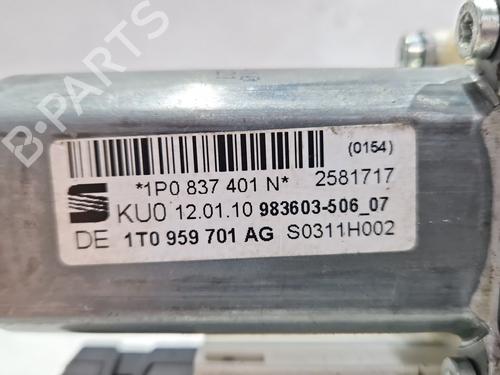 B-PARTS
(0154)
*1P0 837 401 N* 2581717
KU0 12.01.10 983603-506_07
DE 1T0 959 701 AG S0311H002